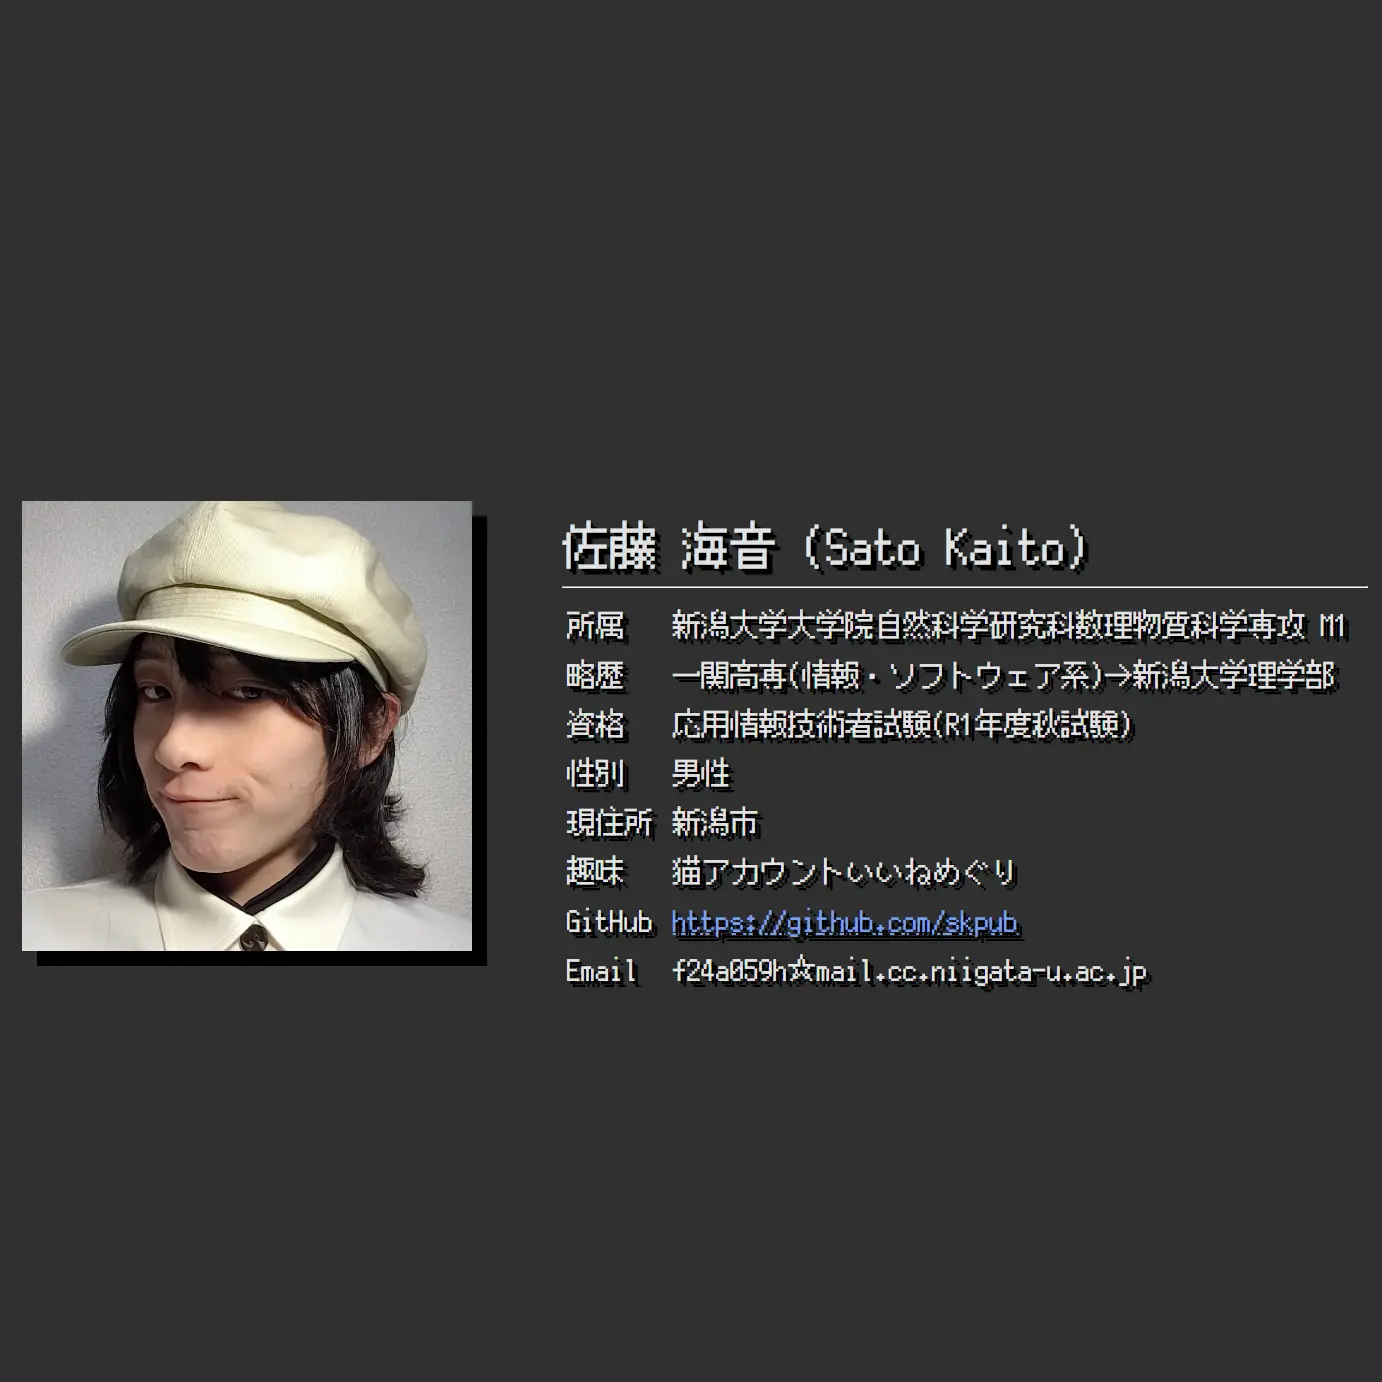 佐藤 海音 (Sato Kaito)
所属 新潟大学大学院自然科学研究科数理物質科学専攻 M1
略歴 一関高専(情報・ソフトウェア系)→新潟大学理学部
資格 応用情報技術者試験(R1年度秋試験)
性別 男性
現住所 新潟市
趣味 猫アカウントいいねめぐり
GitHub https://github.com/skpub
Email f24a059h☆mail.cc.niigata-u.ac.jp